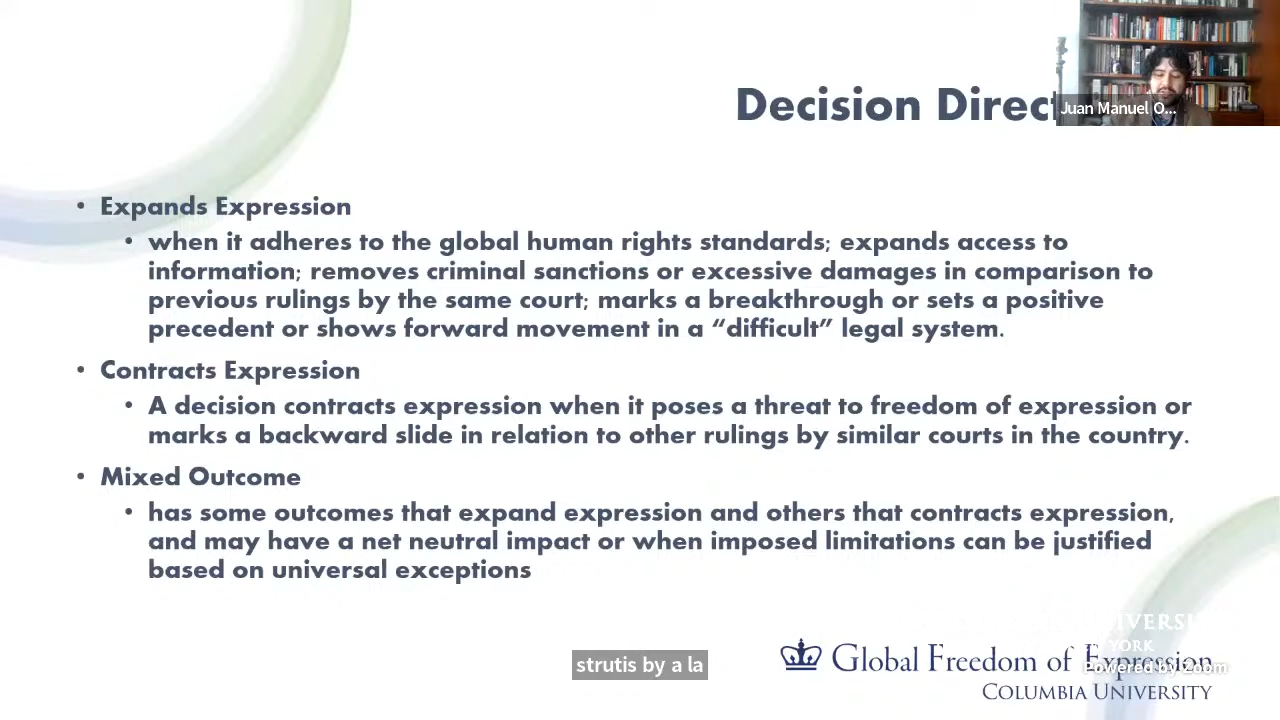 Decision Direc
Juan Manuel O...
• Expands Expression
• when it adheres to the global human rights standards; expands access to
information; removes criminal sanctions or excessive damages in comparison to
previous rulings by the same court; marks a breakthrough or sets a positive
precedent or shows forward movement in a “difficult” legal system.
• Contracts Expression
• A decision contracts expression when it poses a threat to freedom of expression or
marks a backward slide in relation to other rulings by similar courts in the country.
• Mixed Outcome
• has some outcomes that expand expression and others that contracts expression,
and may have a net neutral impact or when imposed limitations can be justified
based on universal exceptions
strutis by a la
Global Freedom of Expression
COLUMBIA UNIVERSITY
Powered by Zoom